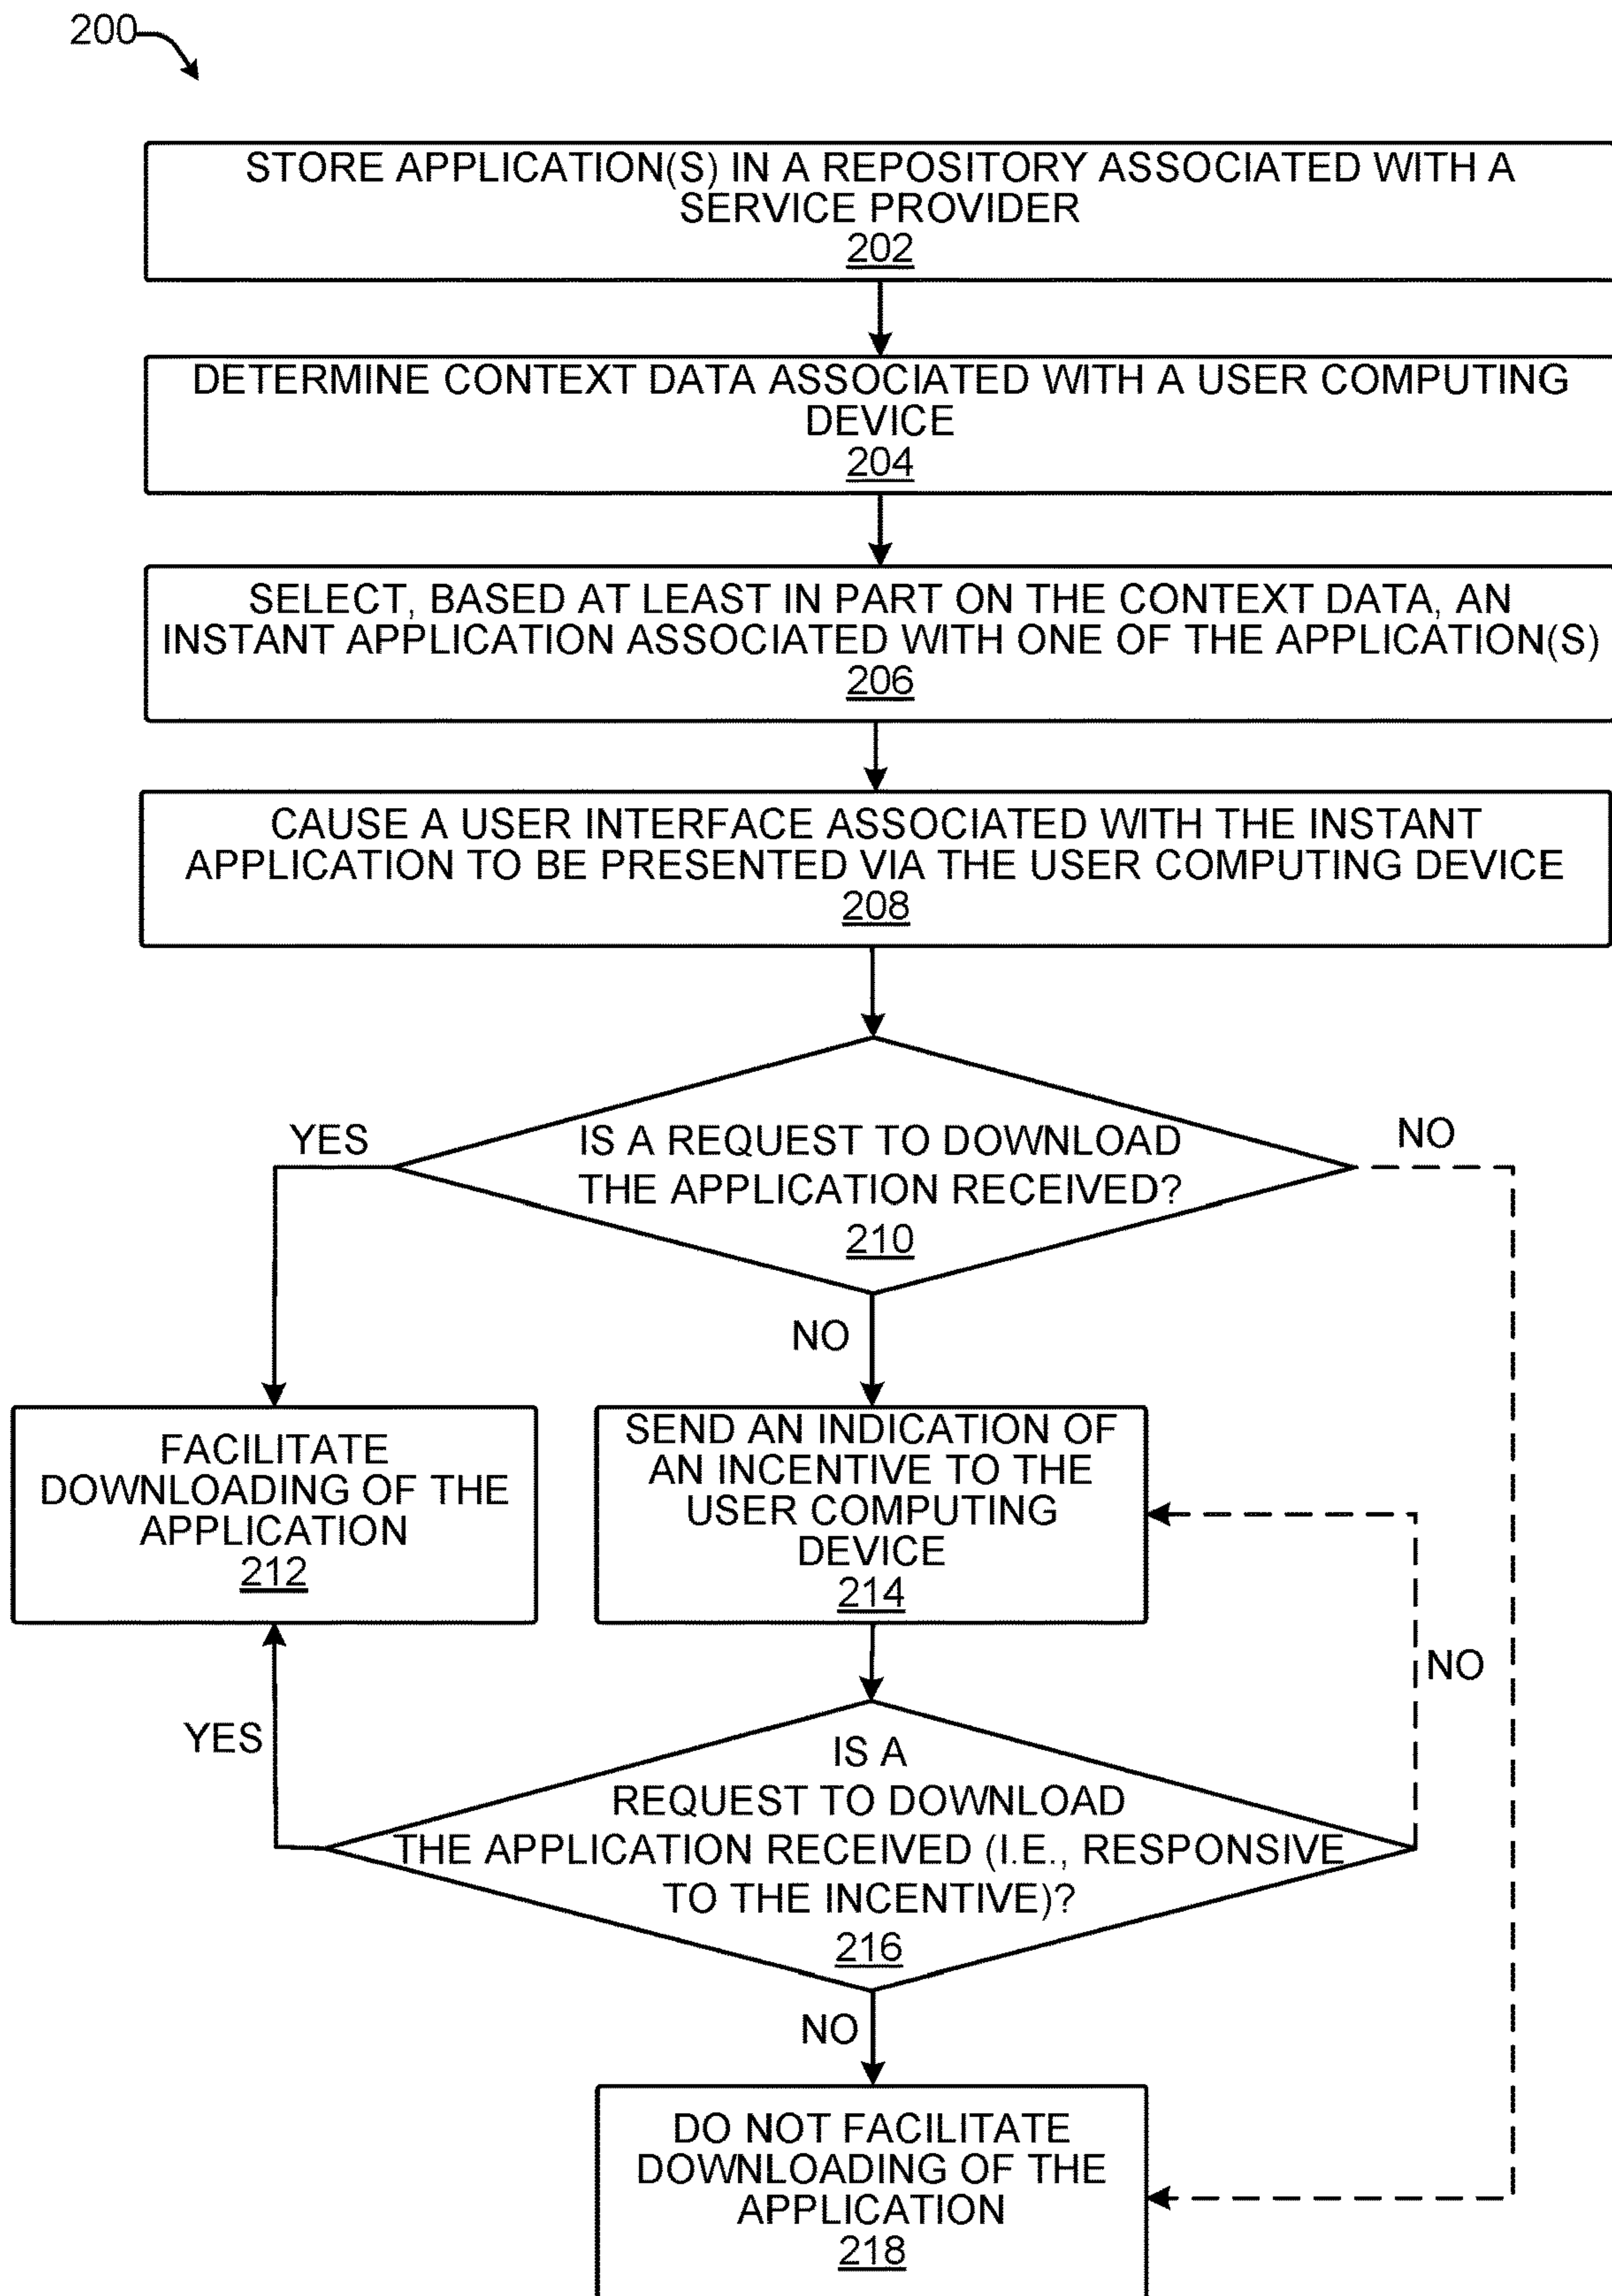 200
STORE APPLICATION(S) IN A REPOSITORY ASSOCIATED WITH A
SERVICE PROVIDER
202
DETERMINE CONTEXT DATA ASSOCIATED WITH A USER COMPUTING
DEVICE
204
SELECT, BASED AT LEAST IN PART ON THE CONTEXT DATA, AN
INSTANT APPLICATION ASSOCIATED WITH ONE OF THE APPLICATION(S)
206
CAUSE A USER INTERFACE ASSOCIATED WITH THE INSTANT
APPLICATION TO BE PRESENTED VIA THE USER COMPUTING DEVICE
208
YES
NO
IS A REQUEST TO DOWNLOAD
THE APPLICATION RECEIVED?
210
NO
FACILITATE
DOWNLOADING OF THE
APPLICATION
212
SEND AN INDICATION OF
AN INCENTIVE TO THE
USER COMPUTING
DEVICE
214
NO
YES
IS A
REQUEST TO DOWNLOAD
THE APPLICATION RECEIVED (I.E., RESPONSIVE
TO THE INCENTIVE)?
216
NO
DO NOT FACILITATE
DOWNLOADING OF THE
APPLICATION
218